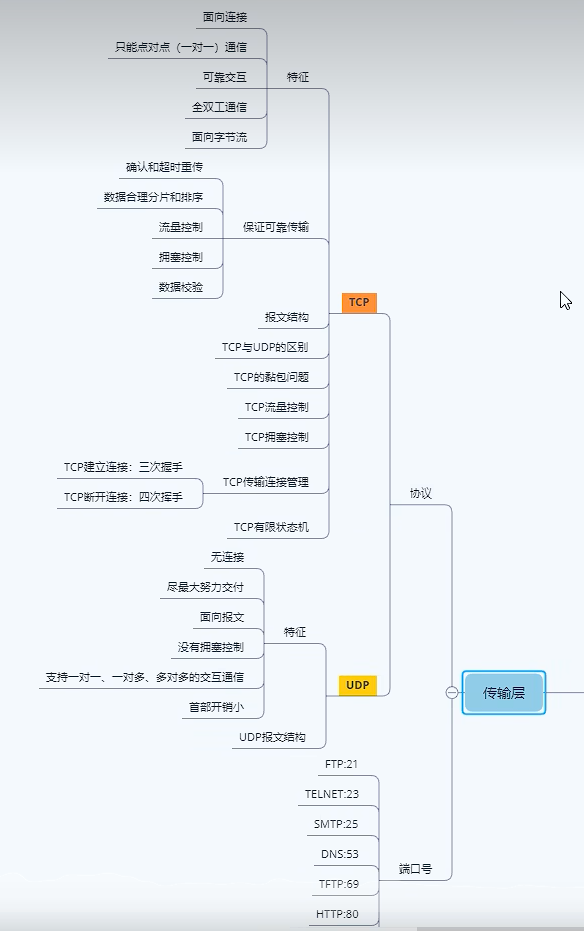 面向连接
只能点对点（一对一）通信
可靠交互
特征
全双工通信
面向字节流
确认和超时重传
数据合理分片和排序
流量控制
保证可靠传输
拥塞控制
数据校验
TCP
报文结构
TCP与UDP的区别
TCP的黏包问题
TCP流量控制
TCP拥塞控制
TCP建立连接：三次握手
TCP传输连接管理
TCP断开连接：四次挥手
协议
TCP有限状态机
无连接
尽最大努力交付
面向报文
特征
没有拥塞控制
支持一对一、一对多、多对多的交互通信
UDP
传输层
首部开销小
UDP报文结构
FTP:21
TELNET:23
SMTP:25
DNS:53
端口号
TFTP:69
HTTP:80